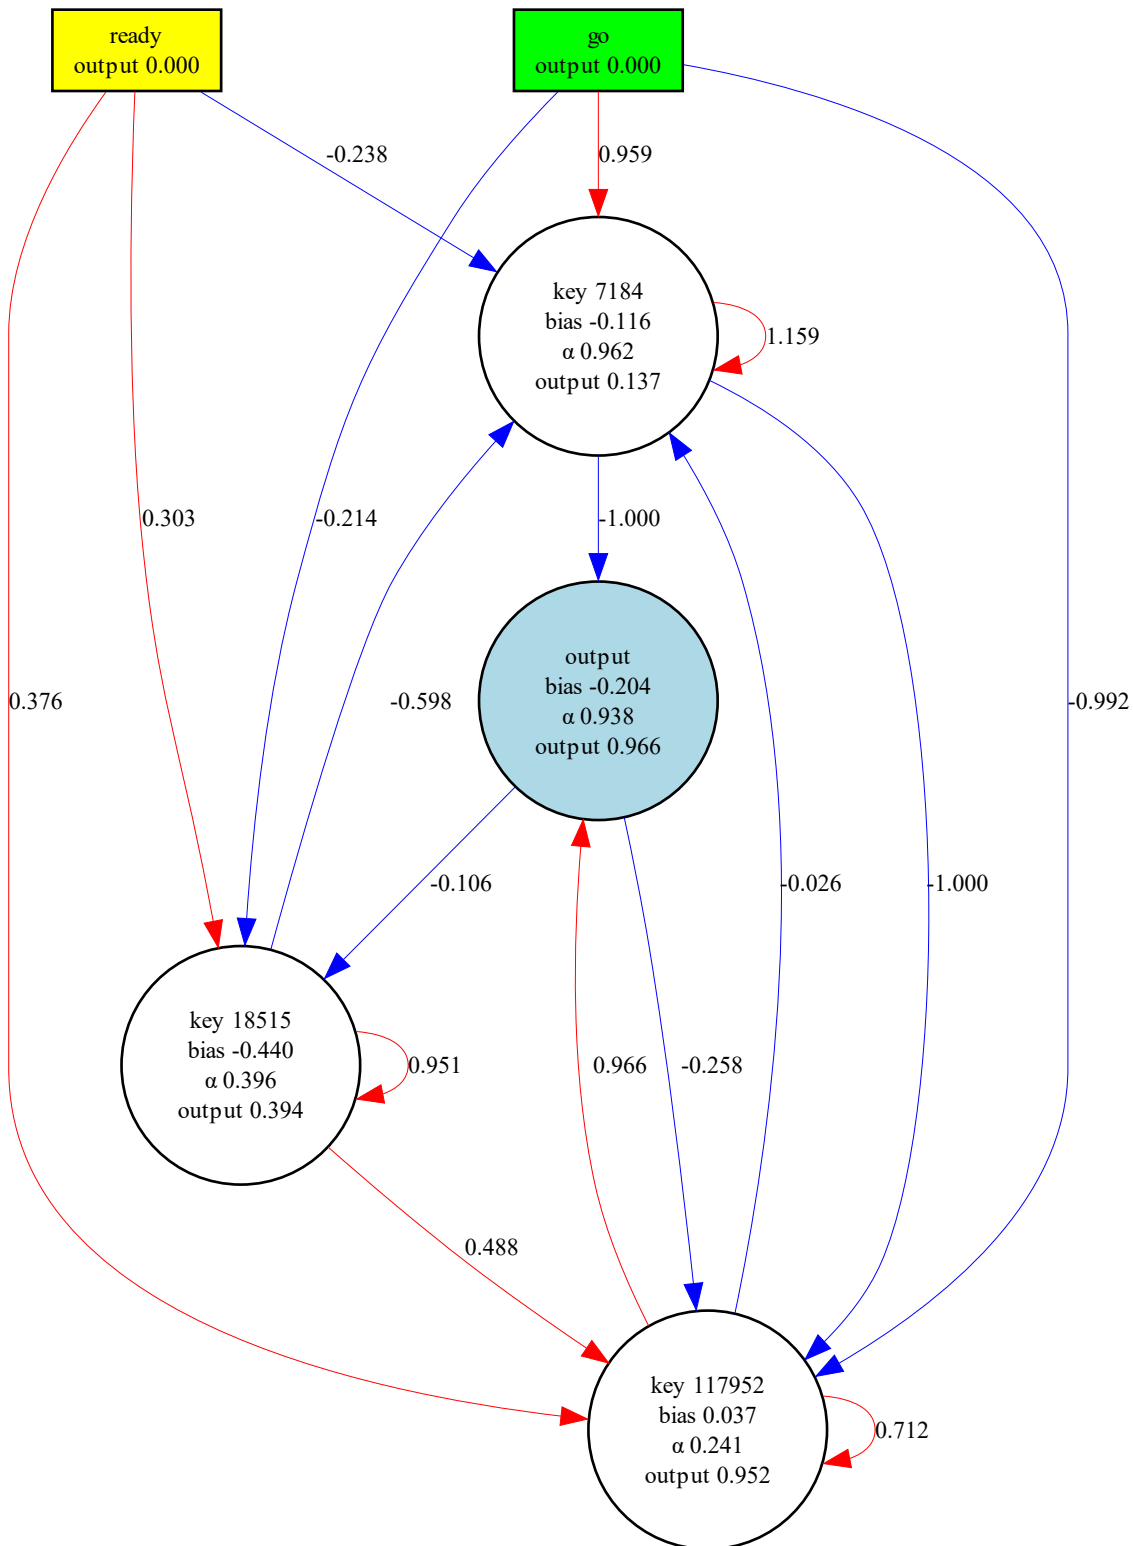 ready
output 0.000
go
output 0.000
-0.238
0.959
key 7184
bias -0.116
α 0.962
output 0.137
1.159
0.303
-0.214
-1.000
output
bias -0.204
α 0.938
output 0.966
0.376
-0.598
-0.992
-0.106
-0.026
-1.000
key 18515
bias -0.440
α 0.396
output 0.394
0.951
0.966
-0.258
0.488
key 117952
bias 0.037
α 0.241
output 0.952
0.712